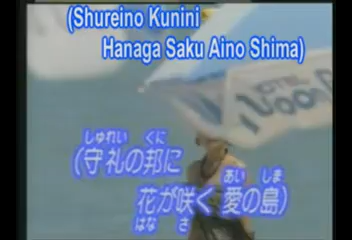 (Shureino Kunini
Hanaga Saku Aino Shima)
しゅれい くに
(守礼の邦に
あい しま
花が咲く 愛の島)
はな さ